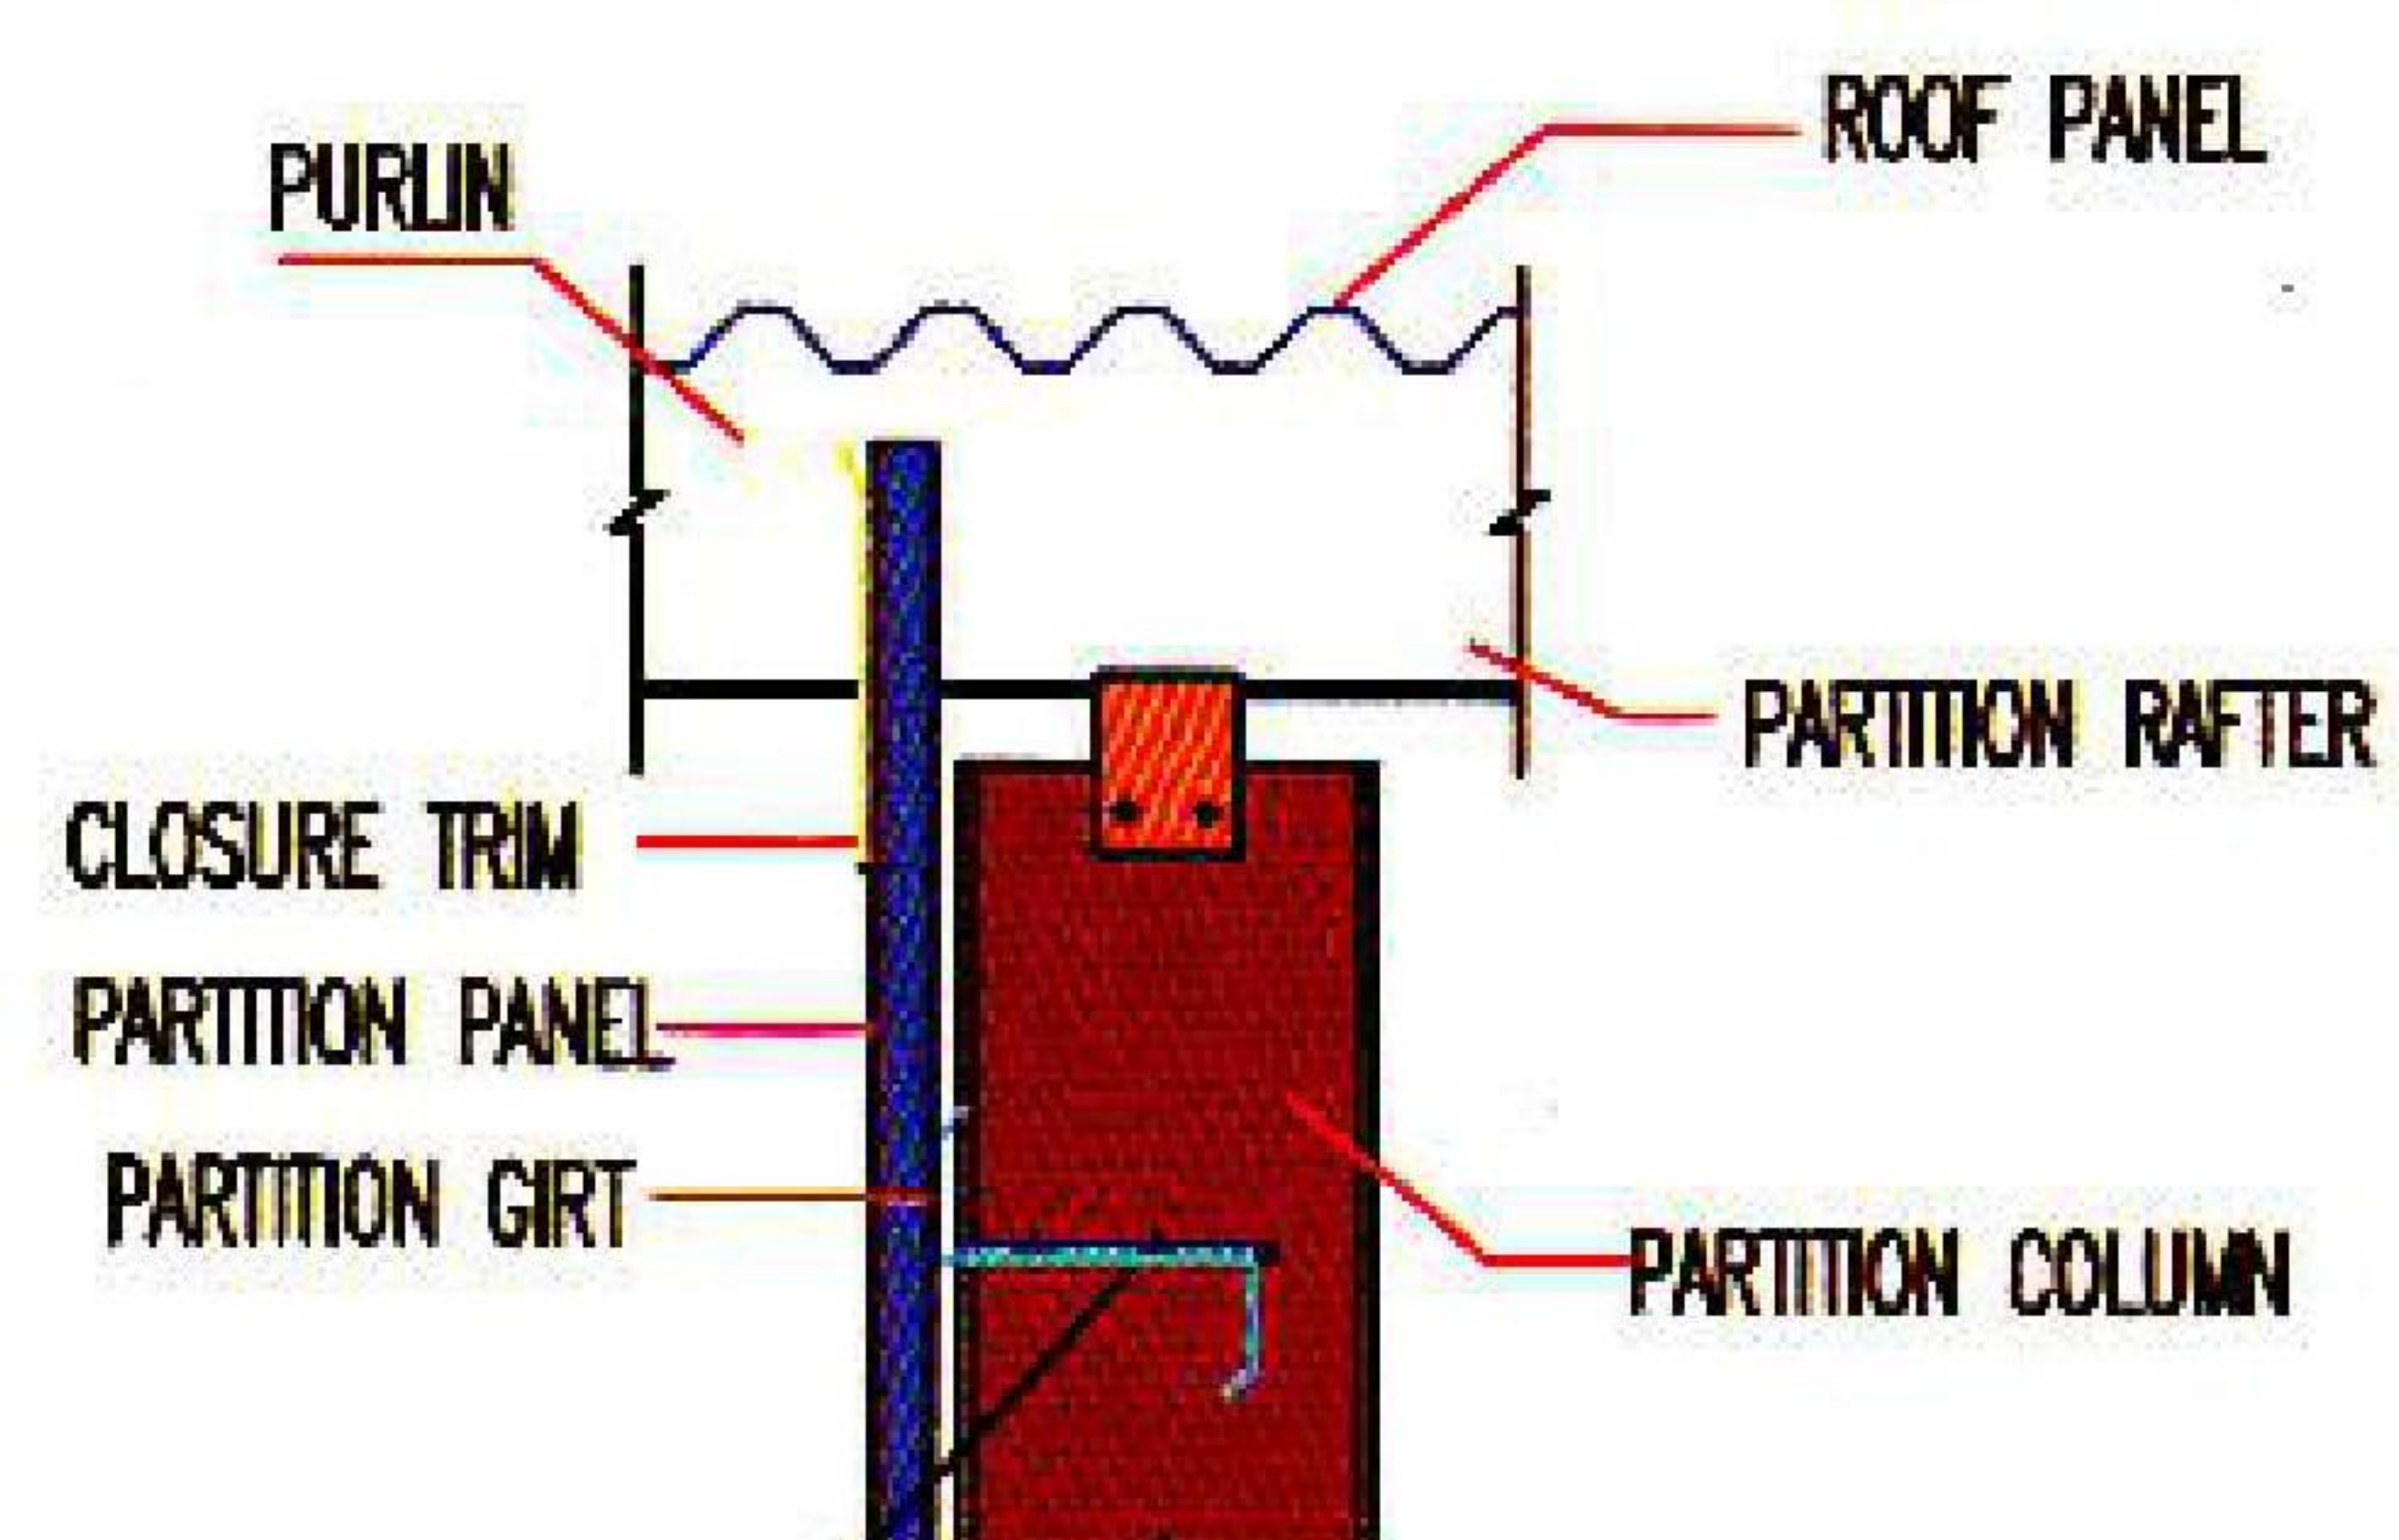 ROOF PANEL
PURLIN
PARTITION RAFTER
CLOSURE TRIM
PARTITION PANEL
PARTITION GIRT
PARTITION COLUMN